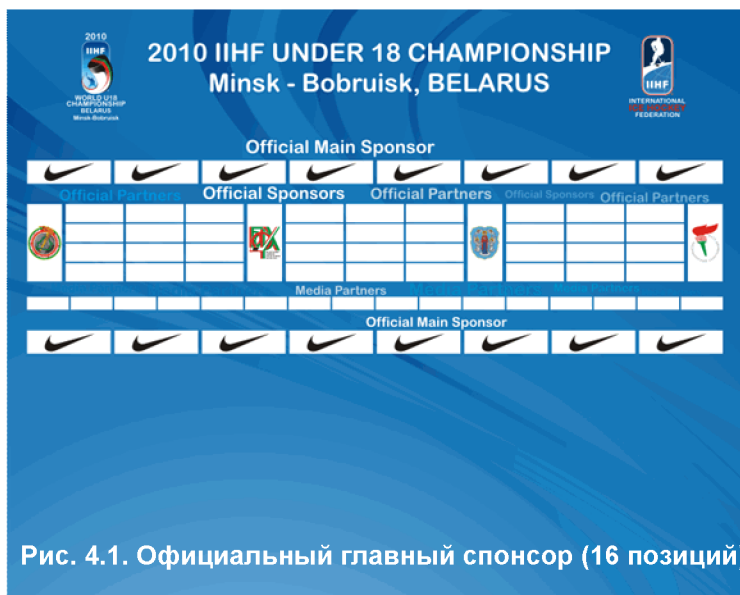 2010
IIHF
WORLD U18
CHAMPIONSHIP
BELARUS
Minsk-Bobruisk
2010 IIHF UNDER 18 CHAMPIONSHIP
Minsk - Bobruisk, BELARUS
IIHF
INTERNATIONAL
ICE HOCKEY
FEDERATION
Official Main Sponsor
Official Partners Official Sponsors Official Partners Official Sponsors Official Partners
Media Partners Media Partners Media Partners
Official Main Sponsor
Рис. 4.1. Официальный главный спонсор (16 позиций)